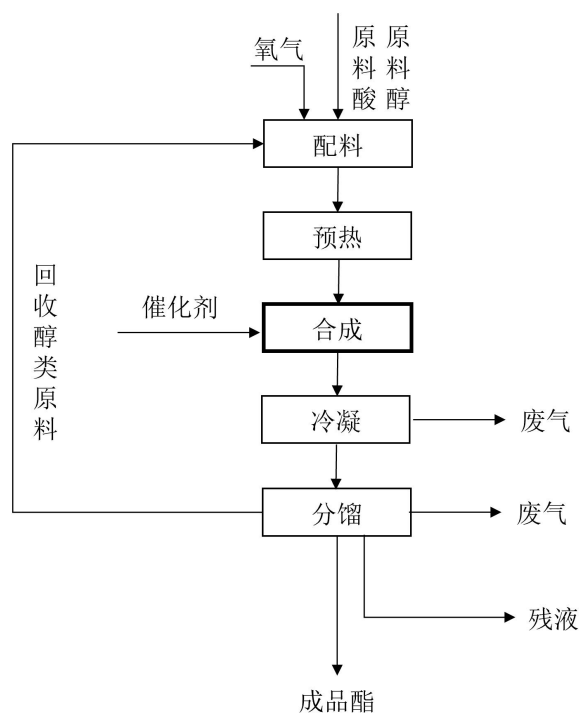 氧气
原料酸
原料醇
配料
预热
回收醇类原料
催化剂
合成
冷凝
废气
分馏
废气
残液
成品酯